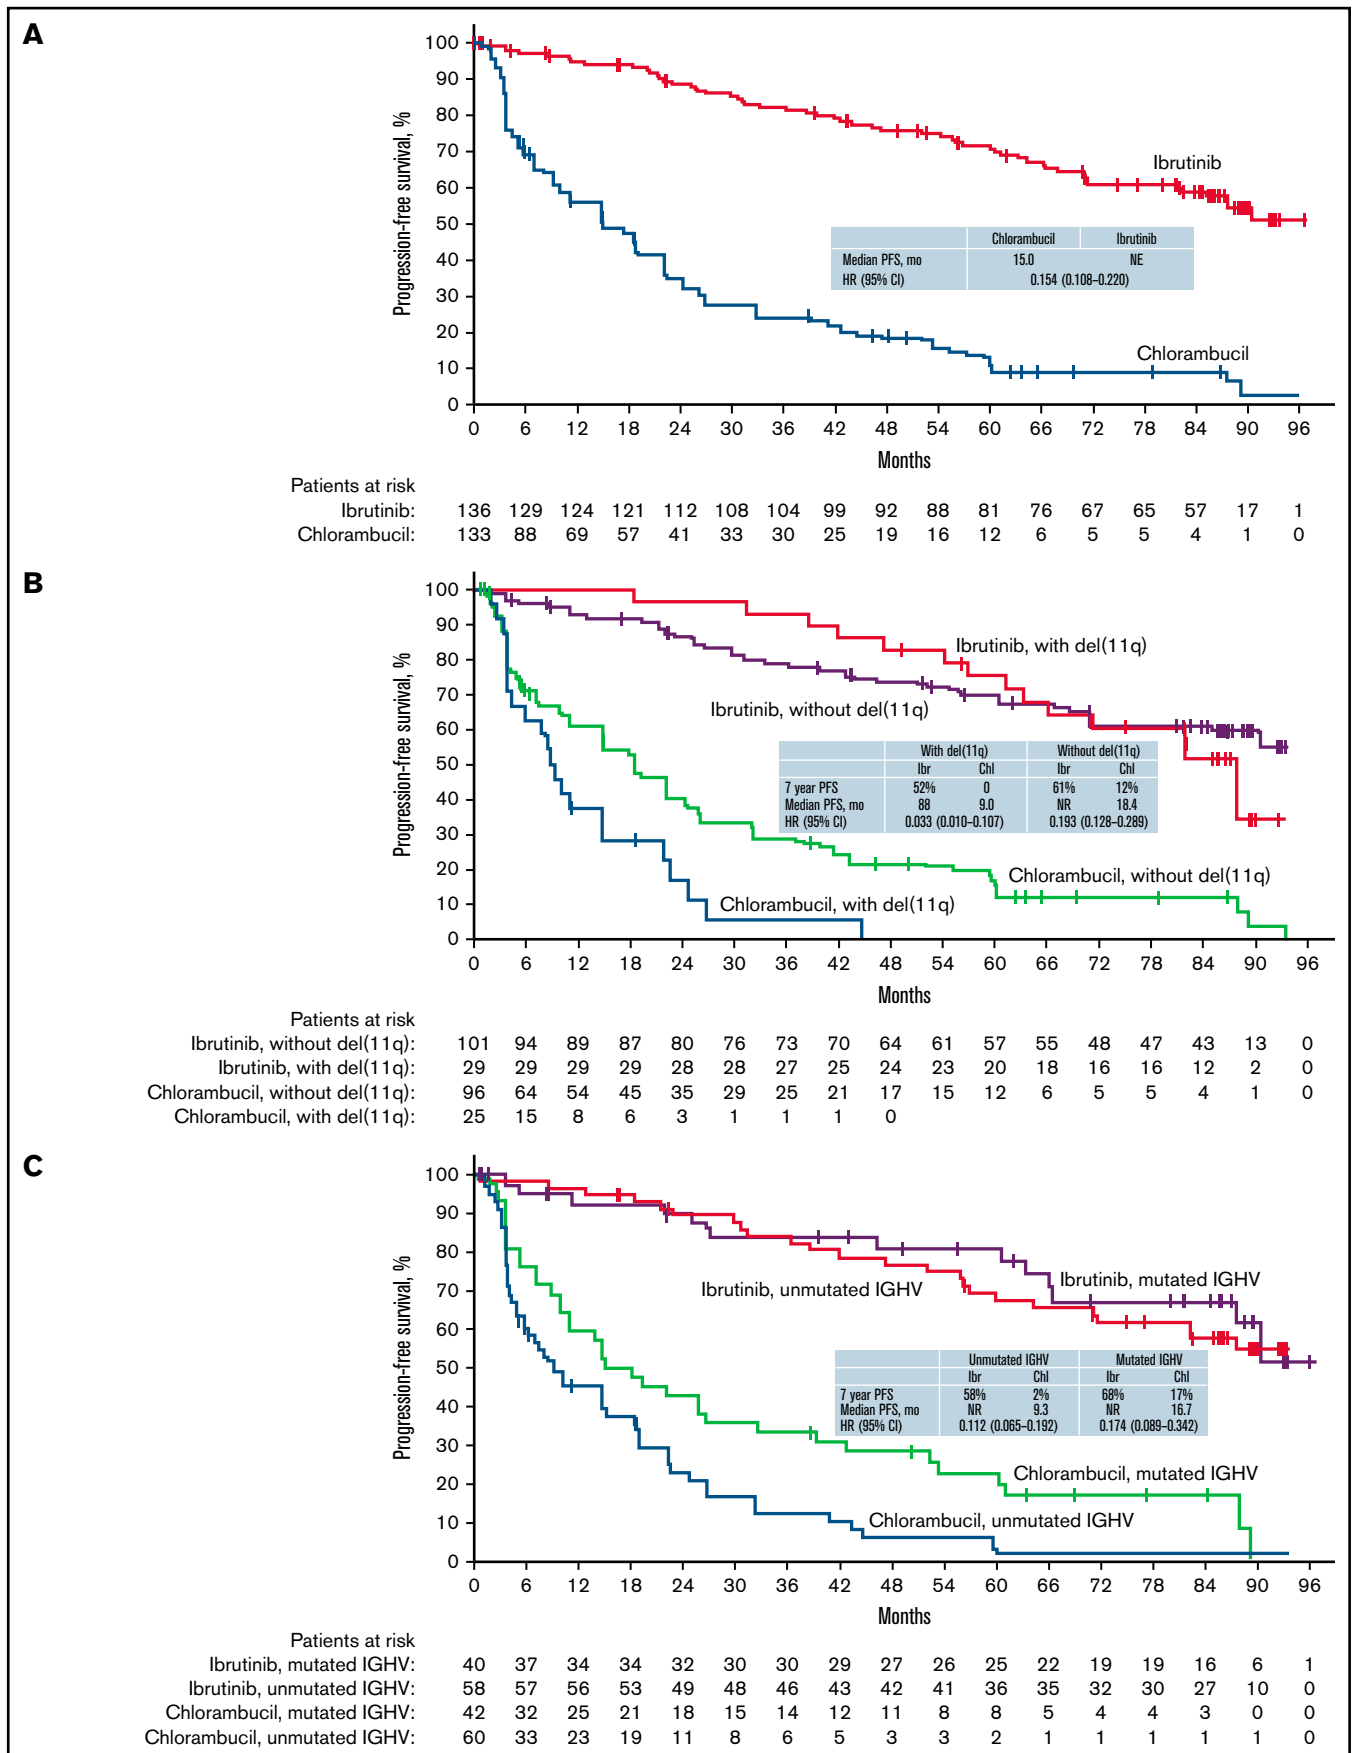 A
Progression-free survival, %
100
90
80
70
60
50
40
30
20
10
0
Ibrutinib
Chlorambucil Ibrutinib
Median PFS, mo 15.0 NE
HR (95% CI) 0.154 (0.108–0.220)
Chlorambucil
0 6 12 18 24 30 36 42 48 54 60 66 72 78 84 90 96
Months
Patients at risk
Ibrutinib: 136 129 124 121 112 108 104 99 92 88 81 76 67 65 57 17 1
Chlorambucil: 133 88 69 57 41 33 30 25 19 16 12 6 5 5 4 1 0
B
Progression-free survival, %
100
90
80
70
60
50
40
30
20
10
0
Ibrutinib, with del(11q)
Ibrutinib, without del(11q)
With del(11q) Without del(11q)
Ibr Chl Ibr Chl
7 year PFS 52% 0 61% 12%
Median PFS, mo 88 9.0 NR 18.4
HR (95% CI) 0.033 (0.010–0.107) 0.193 (0.128–0.289)
Chlorambucil, without del(11q)
Chlorambucil, with del(11q)
0 6 12 18 24 30 36 42 48 54 60 66 72 78 84 90 96
Months
Patients at risk
Ibrutinib, without del(11q): 101 94 89 87 80 76 73 70 64 61 57 55 48 47 43 13 0
Ibrutinib, with del(11q): 29 29 29 29 28 28 27 25 24 23 20 18 16 16 12 2 0
Chlorambucil, without del(11q): 96 64 54 45 35 29 25 21 17 15 12 6 5 5 4 1 0
Chlorambucil, with del(11q): 25 15 8 6 3 1 1 1 0
C
Progression-free survival, %
100
90
80
70
60
50
40
30
20
10
0
Ibrutinib, mutated IGHV
Ibrutinib, unmutated IGHV
Unmutated IGHV Mutated IGHV
Ibr Chl Ibr Chl
7 year PFS 58% 2% 68% 17%
Median PFS, mo NR 9.3 NR 16.7
HR (95% CI) 0.112 (0.065–0.192) 0.174 (0.089–0.342)
Chlorambucil, mutated IGHV
Chlorambucil, unmutated IGHV
0 6 12 18 24 30 36 42 48 54 60 66 72 78 84 90 96
Months
Patients at risk
Ibrutinib, mutated IGHV: 40 37 34 34 32 30 30 29 27 26 25 22 19 19 16 6 1
Ibrutinib, unmutated IGHV: 58 57 56 53 49 48 46 43 42 41 36 35 32 30 27 10 0
Chlorambucil, mutated IGHV: 42 32 25 21 18 15 14 12 11 8 8 5 4 4 3 0 0
Chlorambucil, unmutated IGHV: 60 33 23 19 11 8 6 5 3 3 2 1 1 1 1 1 0